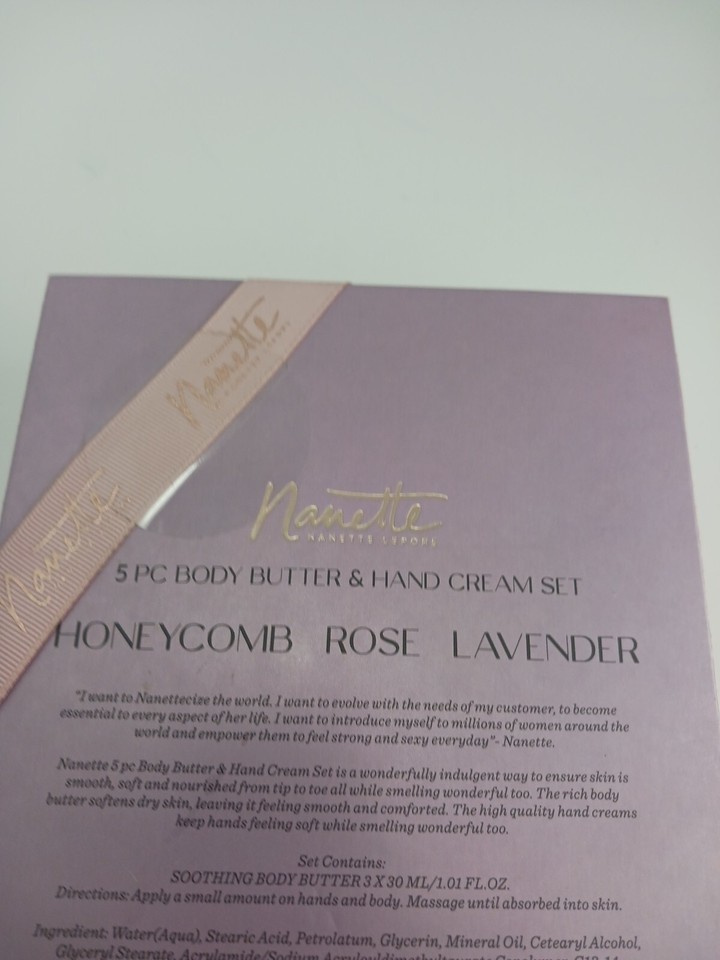 Nanette
Nanette
Nanette
NANETTE LEPORE
5 PC BODY BUTTER & HAND CREAM SET
HONEYCOMB ROSE LAVENDER
"I want to Nanettecize the world. I want to evolve with the needs of my customer, to become
essential to every aspect of her life. I want to introduce myself to millions of women around the
world and empower them to feel strong and sexy everyday"- Nanette.
Nanette 5 pc Body Butter & Hand Cream Set is a wonderfully indulgent way to ensure skin is
smooth, soft and nourished from tip to toe all while smelling wonderful too. The rich body
butter softens dry skin, leaving it feeling smooth and comforted. The high quality hand creams
keep hands feeling soft while smelling wonderful too.
Set Contains:
SOOTHING BODY BUTTER 3 X 30 ML/1.01 FL.OZ.
Directions: Apply a small amount on hands and body. Massage until absorbed into skin.
Ingredient: Water(Aqua), Stearic Acid, Petrolatum, Glycerin, Mineral Oil, Cetearyl Alcohol,
Glyceryl Stearate,